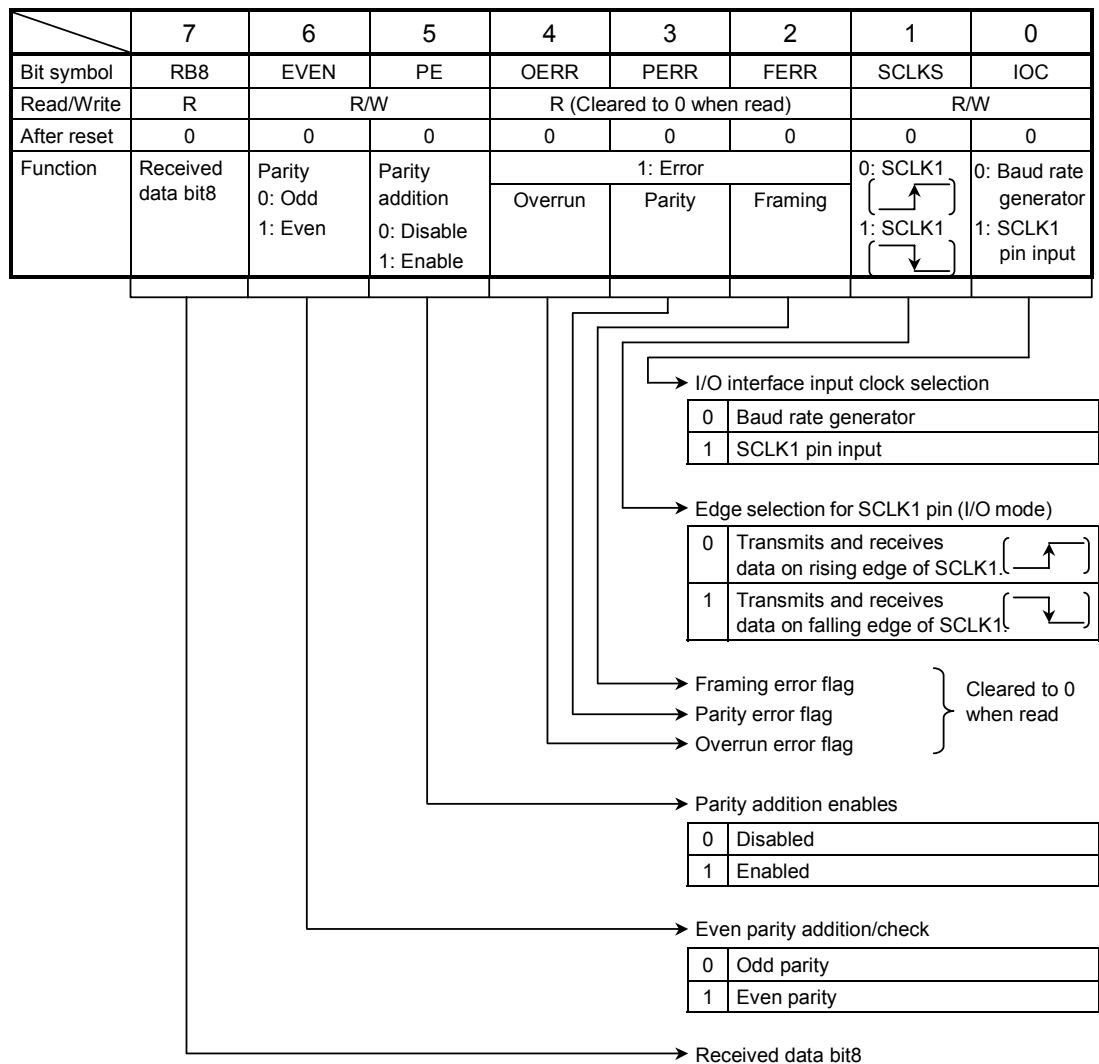 7 6 5 4 3 2 1 0
Bit symbol RB8 EVEN PE OERR PERR FERR SCLKS IOC
Read/Write R R/W R (Cleared to 0 when read) R/W
After reset 0 0 0 0 0 0 0 0
Function Received data bit8
Parity
0: Odd
1: Even
Parity
addition
0: Disable
1: Enable
1: Error
Overrun Parity Framing
0: SCLK1
1: SCLK1
0: Baud rate
generator
1: SCLK1
pin input
I/O interface input clock selection
0 Baud rate generator
1 SCLK1 pin input
Edge selection for SCLK1 pin (I/O mode)
0 Transmits and receives
data on rising edge of SCLK1.
1 Transmits and receives
data on falling edge of SCLK1.
Framing error flag
Parity error flag
Overrun error flag
Cleared to 0
when read
Parity addition enables
0 Disabled
1 Enabled
Even parity addition/check
0 Odd parity
1 Even parity
Received data bit8